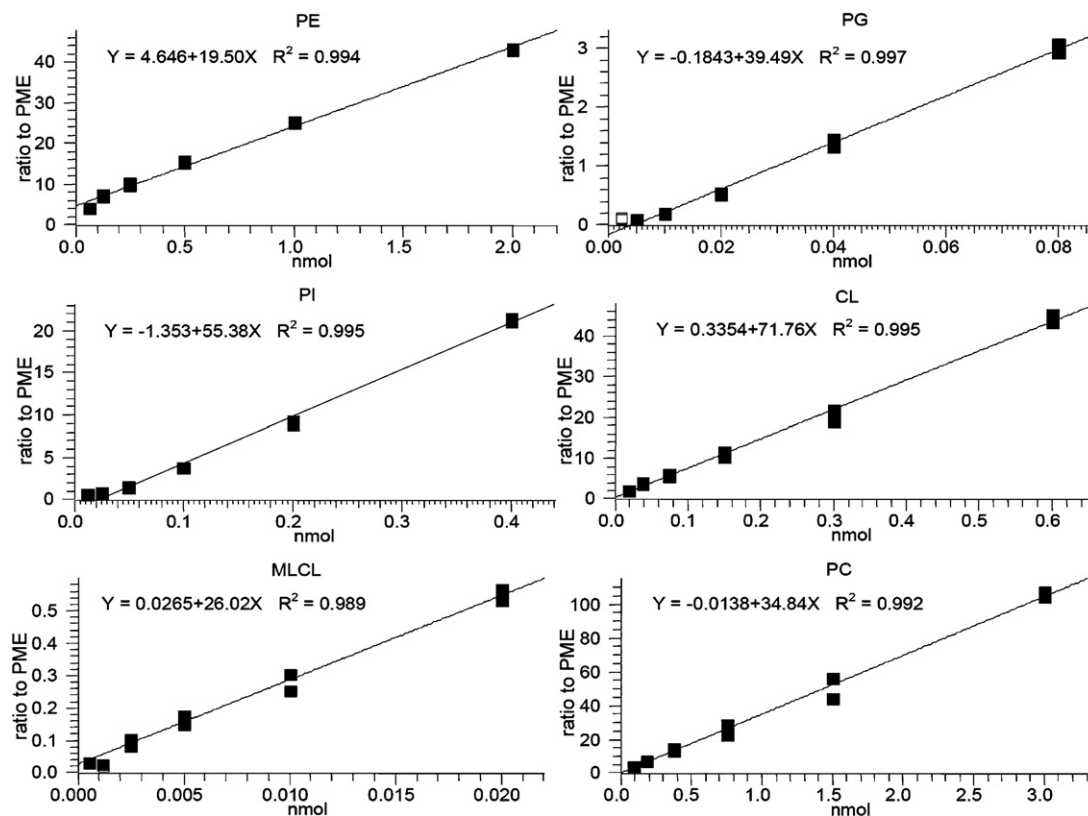 PE
Y = 4.646+19.50X R² = 0.994
ratio to PME
40
30
20
10
0
0.0 0.5 1.0 1.5 2.0
nmol
PG
Y = -0.1843+39.49X R² = 0.997
ratio to PME
3
2
1
0
0.00 0.02 0.04 0.06 0.08
nmol
PI
Y = -1.353+55.38X R² = 0.995
ratio to PME
20
15
10
5
0
0.0 0.1 0.2 0.3 0.4
nmol
CL
Y = 0.3354+71.76X R² = 0.995
ratio to PME
40
30
20
10
0
0.0 0.1 0.2 0.3 0.4 0.5 0.6
nmol
MLCL
Y = 0.0265+26.02X R² = 0.989
ratio to PME
0.5
0.4
0.3
0.2
0.1
0.0
0.000 0.005 0.010 0.015 0.020
nmol
PC
Y = -0.0138+34.84X R² = 0.992
ratio to PME
100
80
60
40
20
0
0.0 0.5 1.0 1.5 2.0 2.5 3.0
nmol